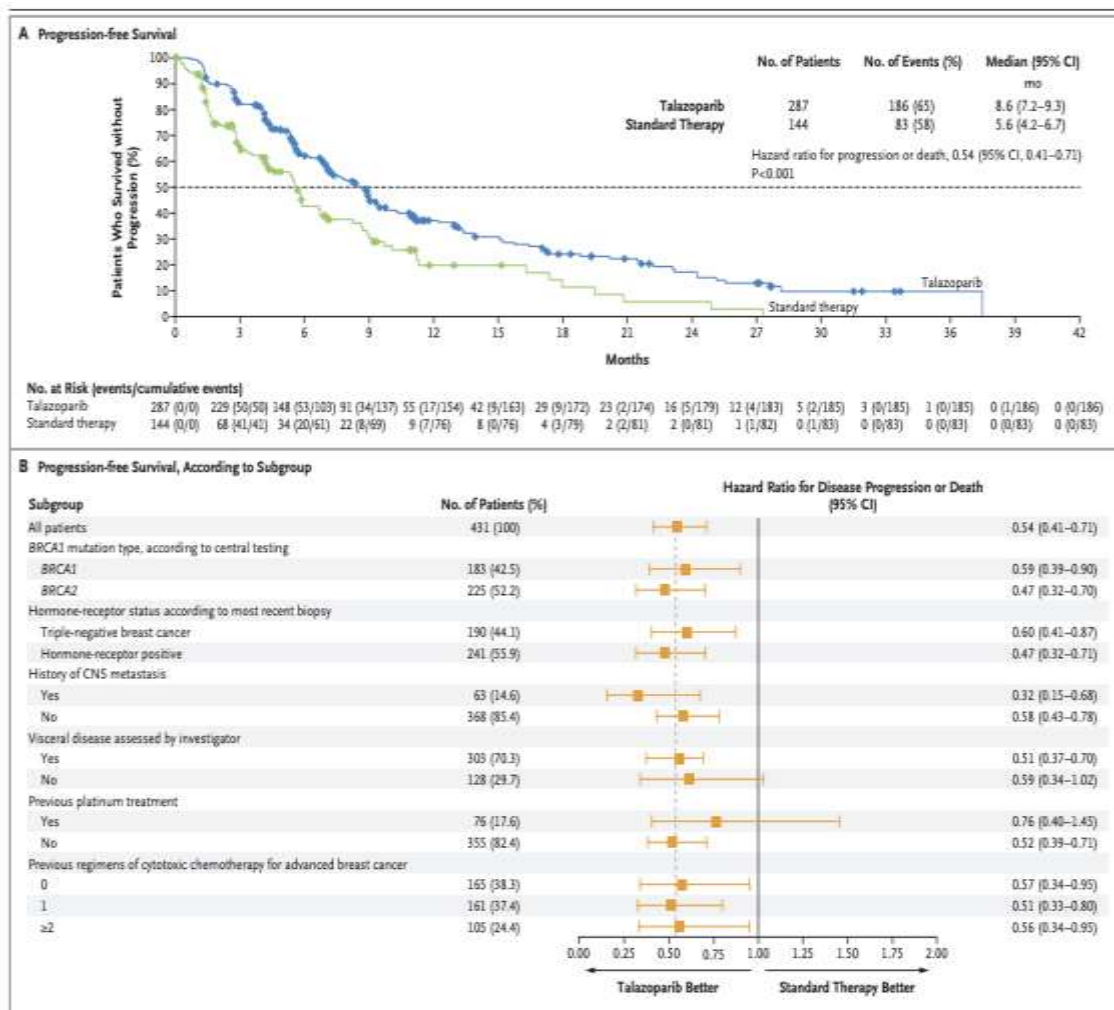 A Progression-free Survival
Patients Who Survived without
Progression (%)
100
90
80
70
60
50
40
30
20
10
0
No. of Patients No. of Events (%) Median (95% CI)
mo
Talazoparib 287 186 (65) 8.6 (7.2–9.3)
Standard Therapy 144 83 (58) 5.6 (4.2–6.7)
Hazard ratio for progression or death, 0.54 (95% CI, 0.41–0.71)
P<0.001
Talazoparib
Standard therapy
0 3 6 9 12 15 18 21 24 27 30 33 36 39 42
Months
No. at Risk (events/cumulative events)
Talazoparib 287 (0/0) 229 (50/50) 148 (53/103) 91 (34/137) 55 (17/154) 42 (9/163) 29 (9/172) 23 (2/174) 16 (5/179) 12 (4/183) 5 (2/185) 3 (0/185) 1 (0/185) 0 (1/186) 0 (0/186)
Standard therapy 144 (0/0) 68 (41/41) 34 (20/61) 22 (8/69) 9 (7/76) 8 (0/76) 4 (3/79) 2 (2/81) 2 (0/81) 1 (1/82) 0 (1/83) 0 (0/83) 0 (0/83) 0 (0/83) 0 (0/83)
B Progression-free Survival, According to Subgroup
Subgroup No. of Patients (%) Hazard Ratio for Disease Progression or Death
(95% CI)
All patients 431 (100) 0.54 (0.41–0.71)
BRCA1 mutation type, according to central testing
BRCA1 183 (42.5) 0.59 (0.39–0.90)
BRCA2 225 (52.2) 0.47 (0.32–0.70)
Hormone-receptor status according to most recent biopsy
Triple-negative breast cancer 190 (44.1) 0.60 (0.41–0.87)
Hormone-receptor positive 241 (55.9) 0.47 (0.32–0.71)
History of CNS metastasis
Yes 63 (14.6) 0.32 (0.15–0.68)
No 368 (85.4) 0.58 (0.43–0.78)
Visceral disease assessed by investigator
Yes 303 (70.3) 0.51 (0.37–0.70)
No 128 (29.7) 0.59 (0.34–1.02)
Previous platinum treatment
Yes 76 (17.6) 0.76 (0.40–1.45)
No 355 (82.4) 0.52 (0.39–0.71)
Previous regimens of cytotoxic chemotherapy for advanced breast cancer
0 165 (38.3) 0.57 (0.34–0.95)
1 161 (37.4) 0.51 (0.33–0.80)
≥2 105 (24.4) 0.56 (0.34–0.95)
0.00 0.25 0.50 0.75 1.00 1.25 1.50 1.75 2.00
Talazoparib Better Standard Therapy Better